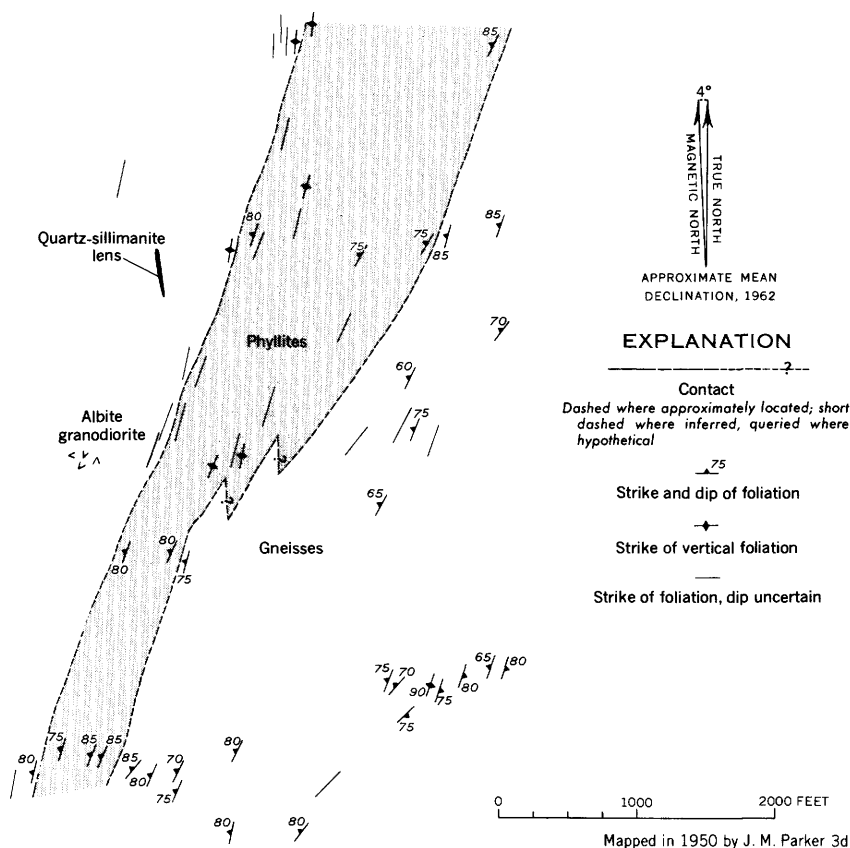 85
4°
MAGNETIC NORTH
TRUE NORTH
APPROXIMATE MEAN
DECLINATION, 1962
80
75
75
85
85
Quartz-sillimanite
lens
Phyllites
70
60
75
Albite
granodiorite
65
?
?
Gneisses
80
80
75
EXPLANATION
?
Contact
Dashed where approximately located; short
dashed where inferred, queried where
hypothetical
75
Strike and dip of foliation
Strike of vertical foliation
Strike of foliation, dip uncertain
75
70
90
75
80
65
80
75
80
75
85
85
85
80
70
75
80
80
80
0 1000 2000 FEET
Mapped in 1950 by J. M. Parker 3d